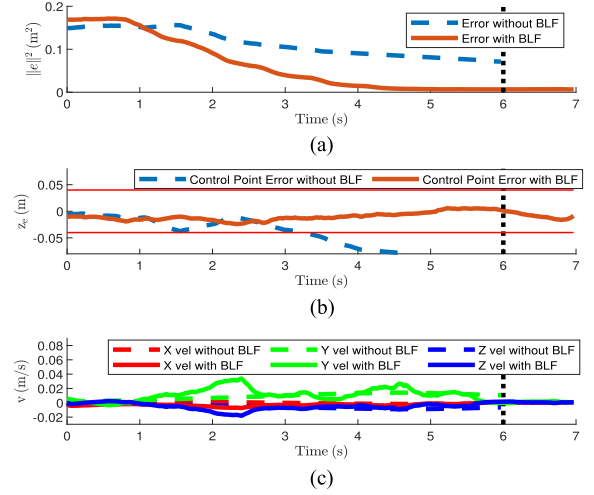 0.2
0.1
0
‖e‖² (m²)
Error without BLF
Error with BLF
0 1 2 3 4 5 6 7
Time (s)
(a)
0.05
0
-0.05
zₑ (m)
Control Point Error without BLF Control Point Error with BLF
0 1 2 3 4 5 6 7
Time (s)
(b)
0.08
0.06
0.04
0.02
0
-0.02
v (m/s)
X vel without BLF Y vel without BLF Z vel without BLF
X vel with BLF Y vel with BLF Z vel with BLF
0 1 2 3 4 5 6 7
Time (s)
(c)